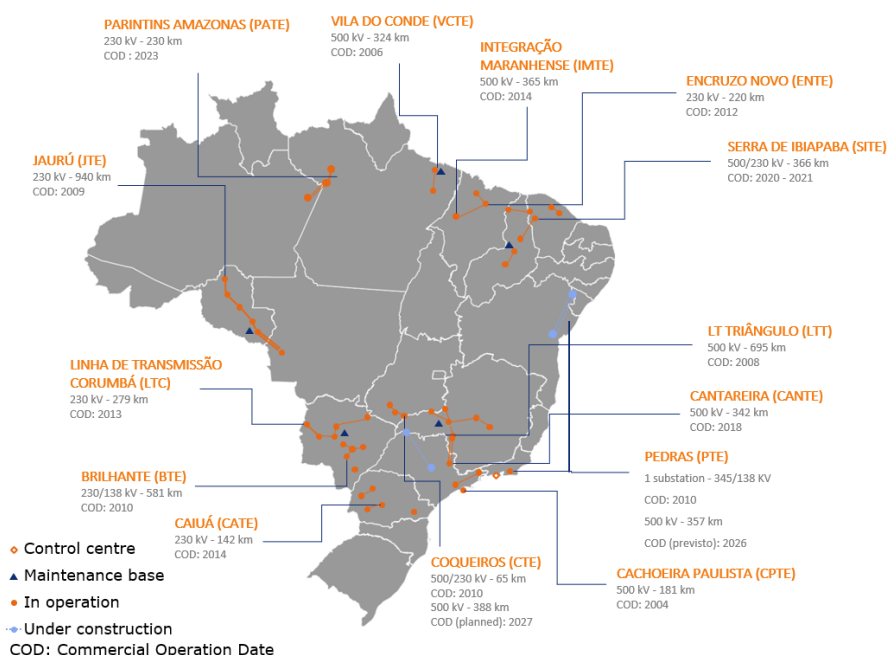 PARINTINS AMAZONAS (PATE)
230 kV - 230 km
COD : 2023
VILA DO CONDE (VCTE)
500 kV - 324 km
COD: 2006
INTEGRAÇÃO
MARANHENSE (IMTE)
500 kV - 365 km
COD: 2014
ENCRUZO NOVO (ENTE)
230 kV - 220 km
COD: 2012
JAURÚ (JTE)
230 kV - 940 km
COD: 2009
SERRA DE IBIAPABA (SITE)
500/230 kV - 366 km
COD: 2020 - 2021
LT TRIÂNGULO (LTT)
500 kV - 695 km
COD: 2008
LINHA DE TRANSMISSÃO
CORUMBÁ (LTC)
230 kV - 279 km
COD: 2013
CANTAREIRA (CANTE)
500 kV - 342 km
COD: 2018
BRILHANTE (BTE)
230/138 kV - 581 km
COD: 2010
PEDRAS (PTE)
1 substation - 345/138 KV
COD: 2010
500 kV - 357 km
COD (previsto): 2026
CAIUÁ (CATE)
230 kV - 142 km
COD: 2014
COQUEIROS (CTE)
500/230 kV - 65 km
COD: 2010
500 kV - 388 km
COD (planned): 2027
CACHOEIRA PAULISTA (CPTE)
500 kV - 181 km
COD: 2004
Control centre
Maintenance base
In operation
Under construction
COD: Commercial Operation Date